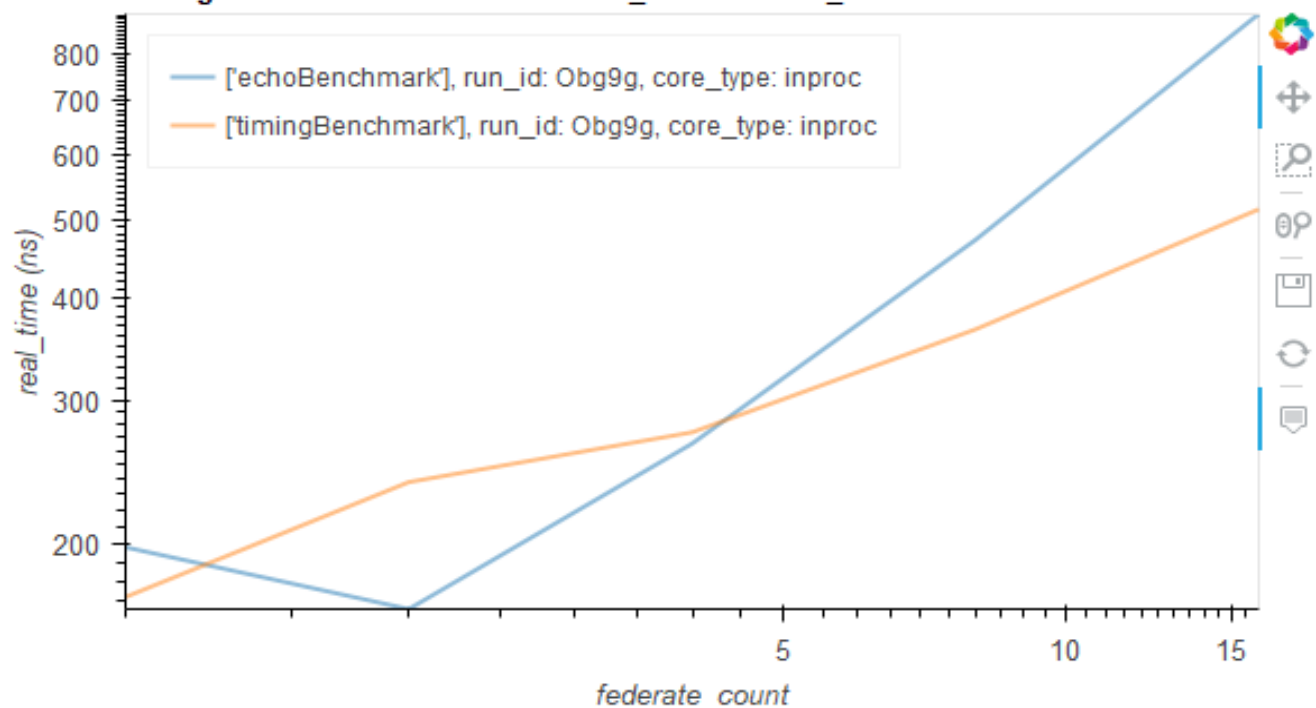 800
['echoBenchmark'], run_id: Obg9g, core_type: inproc
700
['timingBenchmark'], run_id: Obg9g, core_type: inproc
600
500
real_time (ns)
400
300
200
5
10
15
federate_count